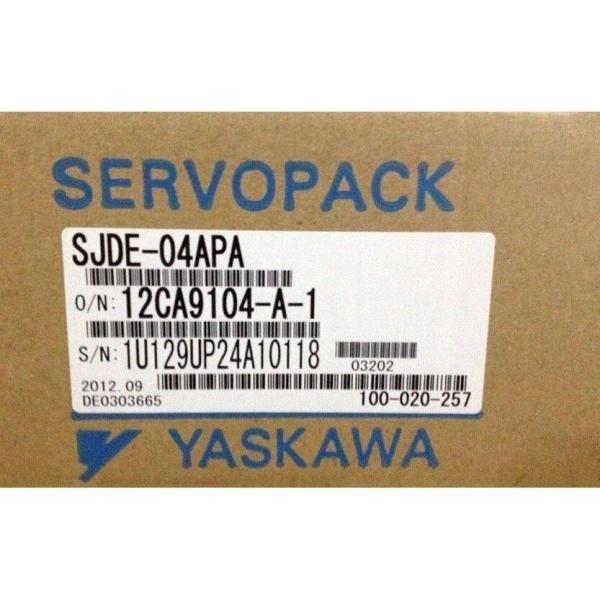 SERVOPACK
SJDE-04APA
O/N: 12CA9104-A-1
S/N: 1U129UP24A10118
03202
2012.09
DE0303665
100-020-257
YASKAWA